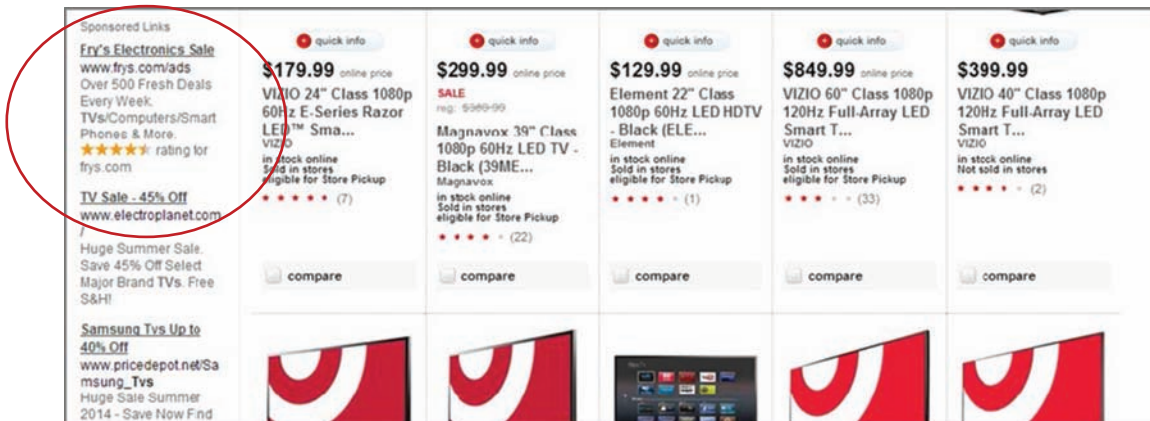 Sponsored Links
Fry's Electronics Sale
www.frys.com/ads
Over 500 Fresh Deals
Every Week.
TVs/Computers/Smart
Phones & More.
rating for
frys.com
TV Sale - 45% Off
www.electroplanet.com
/
Huge Summer Sale.
Save 45% Off Select
Major Brand TVs. Free
S&H!
Samsung Tvs Up to
40% Off
www.pricedepot.net/Sa
msung_Tvs
Huge Sale Summer
2014 - Save Now Find
quick info
$179.99 online price
VIZIO 24" Class 1080p
60Hz E-Series Razor
LED™ Sma...
VIZIO
in stock online
Sold in stores
eligible for Store Pickup
(7)
compare
quick info
$299.99 online price
SALE
reg: $389.99
Magnavox 39" Class
1080p 60Hz LED TV -
Black (39ME...
Magnavox
in stock online
Sold in stores
eligible for Store Pickup
(22)
compare
quick info
$129.99 online price
Element 22" Class
1080p 60Hz LED HDTV
- Black (ELE...
Element
in stock online
Sold in stores
eligible for Store Pickup
(1)
compare
quick info
$849.99 online price
VIZIO 60" Class 1080p
120Hz Full-Array LED
Smart T...
VIZIO
in stock online
Sold in stores
eligible for Store Pickup
(33)
compare
quick info
$399.99
VIZIO 40" Class 1080p
120Hz Full-Array LED
Smart T...
VIZIO
in stock online
Not sold in stores
(2)
compare